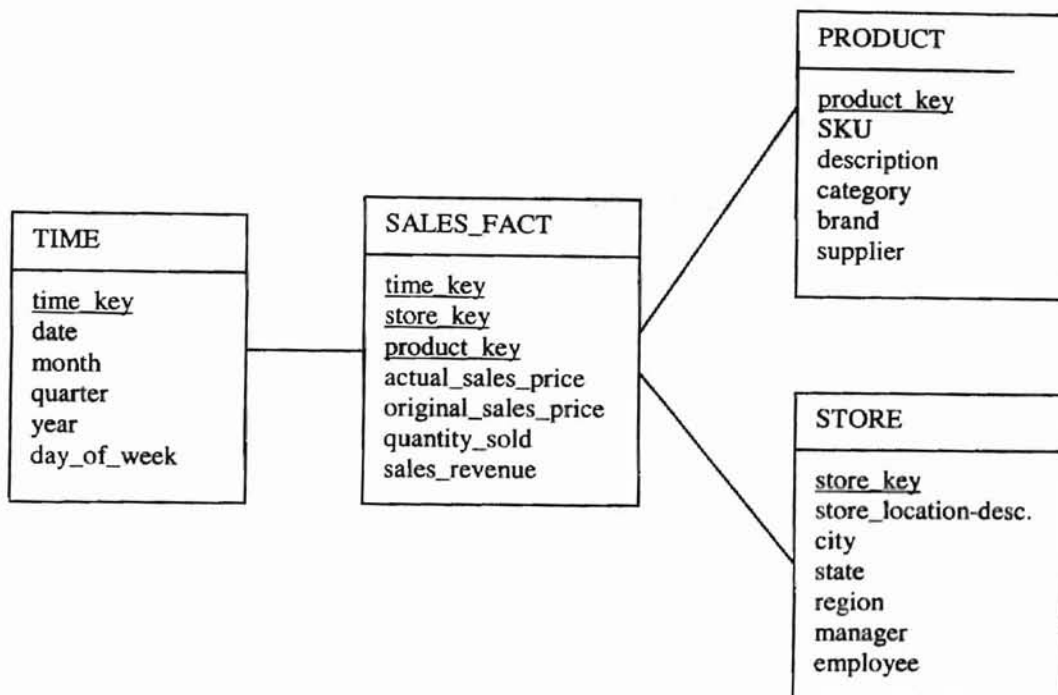 PRODUCT
product_key
SKU
description
category
brand
supplier
TIME
time_key
date
month
quarter
year
day_of_week
SALES_FACT
time_key
store_key
product_key
actual_sales_price
original_sales_price
quantity_sold
sales_revenue
STORE
store_key
store_location-desc.
city
state
region
manager
employee